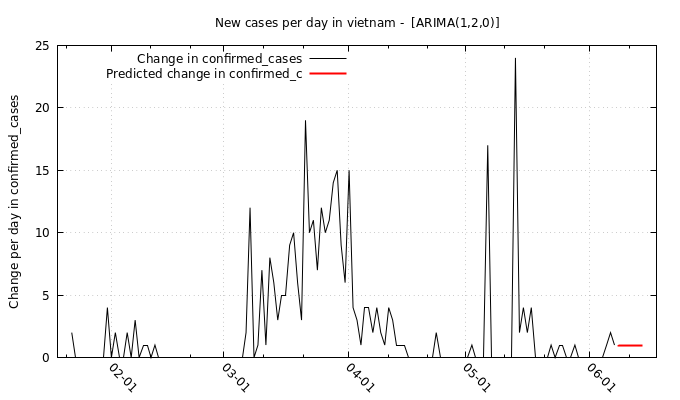 New cases per day in vietnam - [ARIMA(1,2,0)]
Change in confirmed_cases
Predicted change in confirmed_c
Change per day in confirmed_cases
25
20
15
10
5
0
02-01
03-01
04-01
05-01
06-01